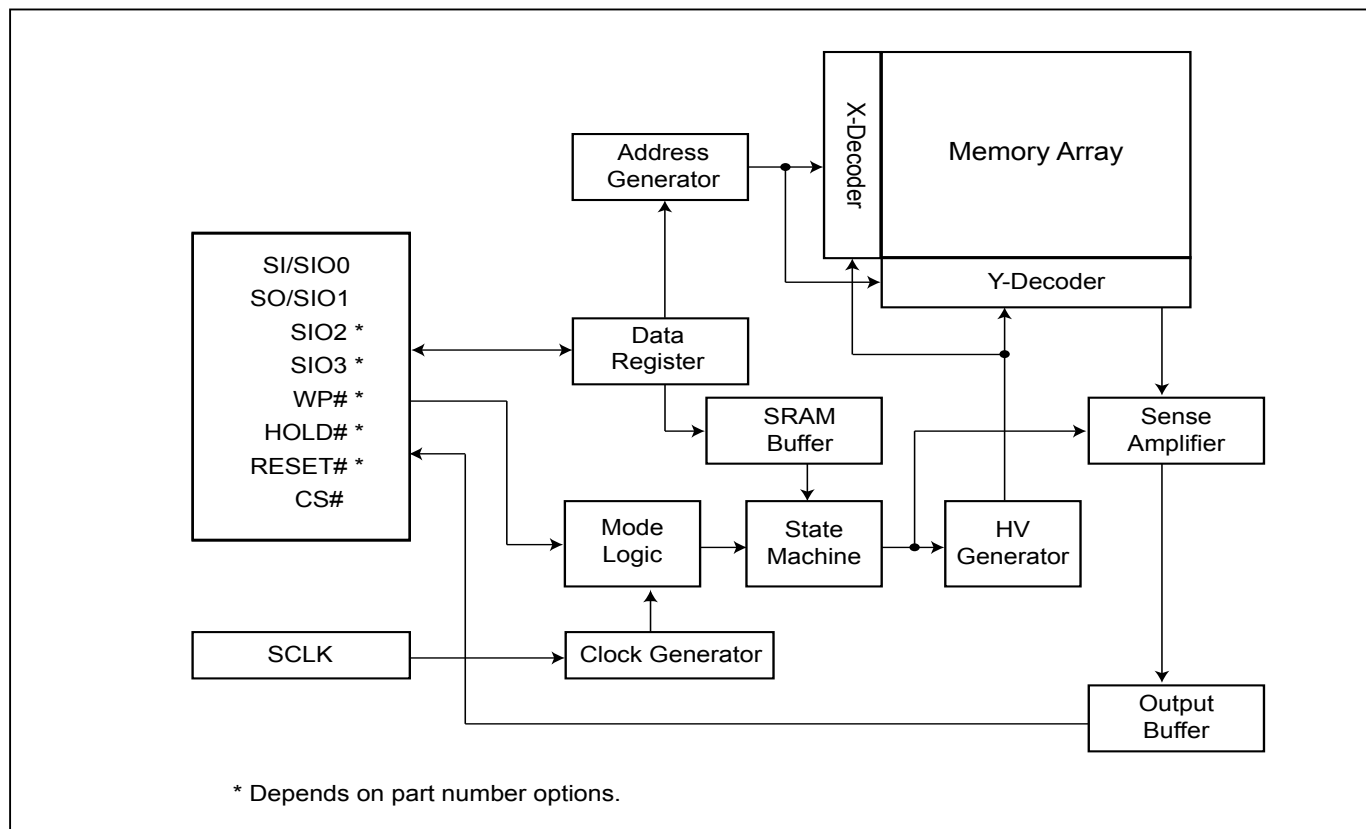 X-Decoder
Memory Array
Address
Generator
SI/SIO0
SO/SIO1
SIO2 *
SIO3 *
WP# *
HOLD# *
RESET# *
CS#
Y-Decoder
Data
Register
SRAM
Buffer
Sense
Amplifier
Mode
Logic
State
Machine
HV
Generator
SCLK
Clock Generator
Output
Buffer
* Depends on part number options.